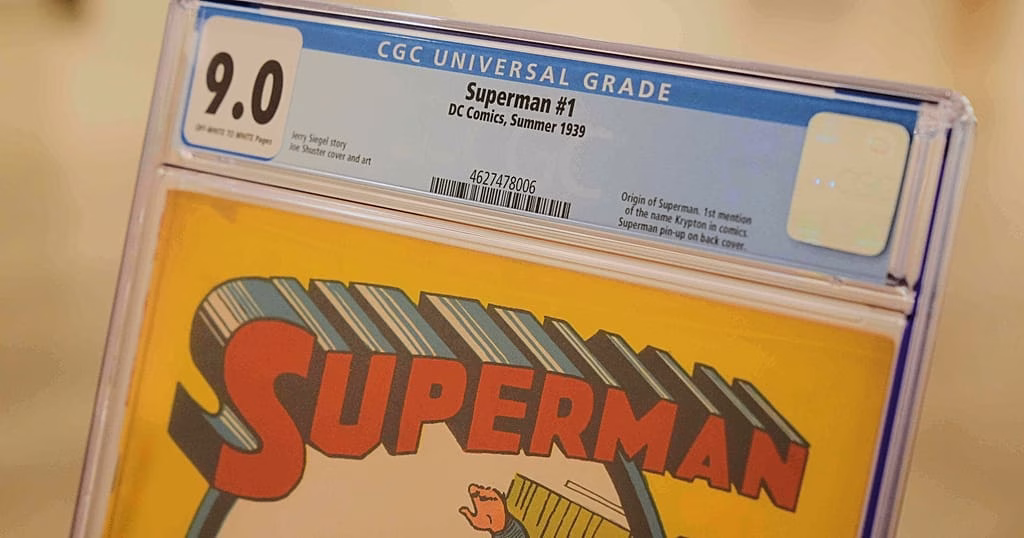 CGC UNIVERSAL GRADE
9.0
OFF-WHITE TO WHITE Pages
Superman #1
DC Comics, Summer 1939
Jerry Siegel story
Joe Shuster cover and art
4627478006
Origin of Superman. 1st mention
of the name Krypton in comics.
Superman pin-up on back cover.
CGC
SUPERMAN